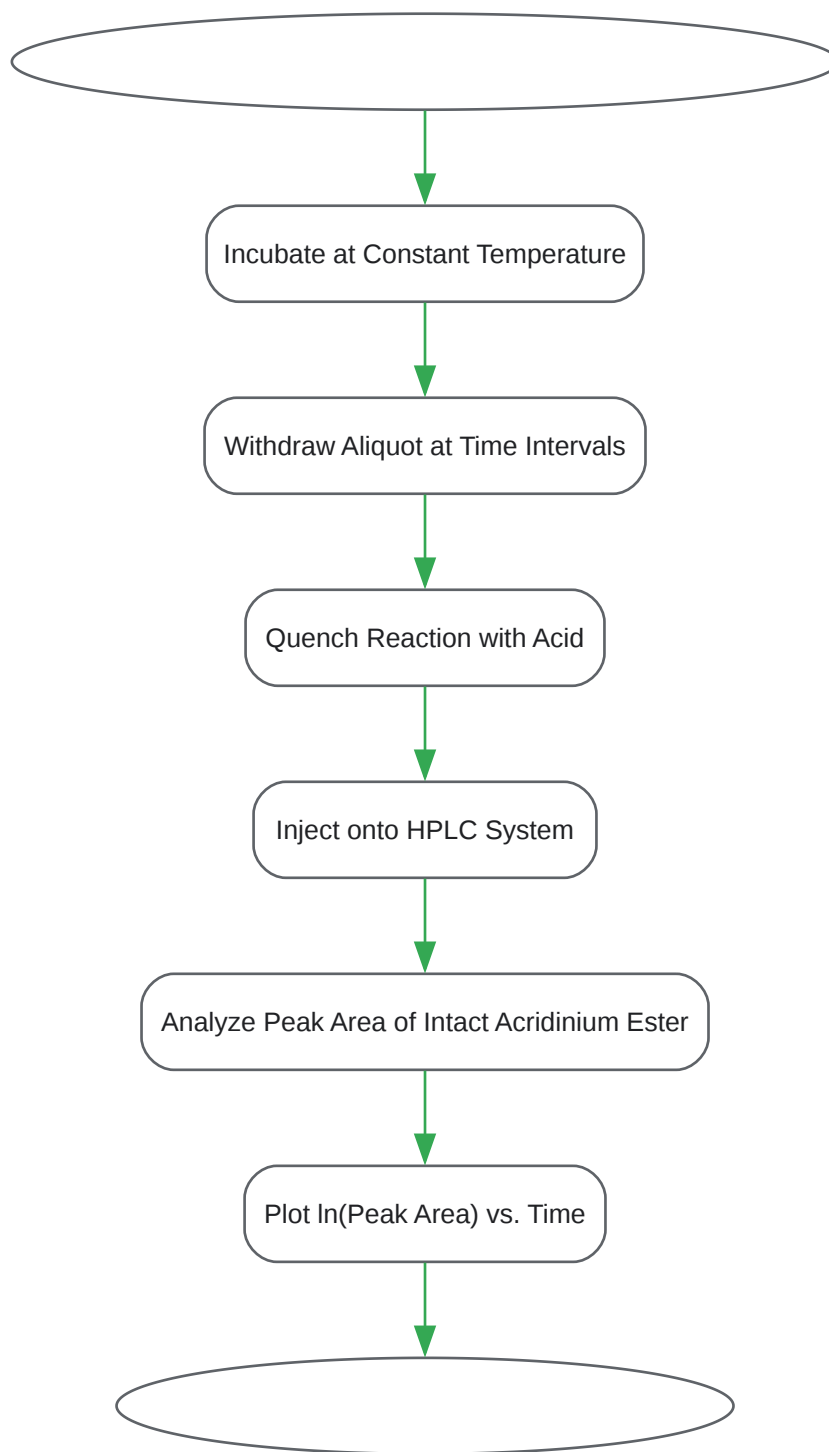 Incubate at Constant Temperature
Withdraw Aliquot at Time Intervals
Quench Reaction with Acid
Inject onto HPLC System
Analyze Peak Area of Intact Acridinium Ester
Plot ln(Peak Area) vs. Time